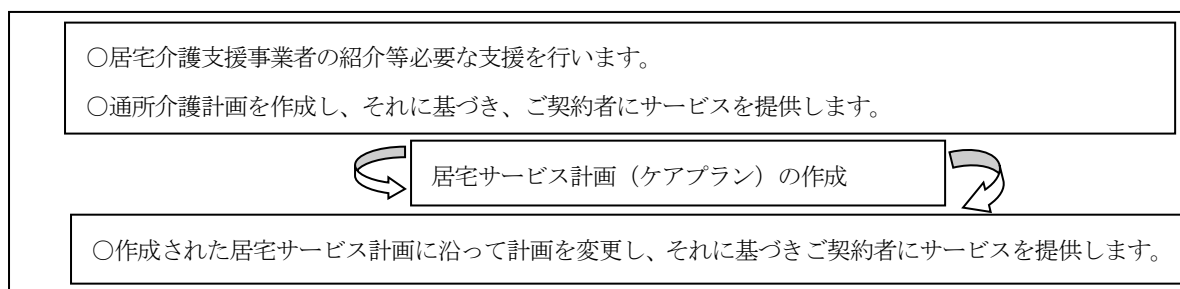 ○居宅介護支援事業者の紹介等必要な支援を行います。
○通所介護計画を作成し、それに基づき、ご契約者にサービスを提供します。
居宅サービス計画（ケアプラン）の作成
○作成された居宅サービス計画に沿って計画を変更し、それに基づきご契約者にサービスを提供します。